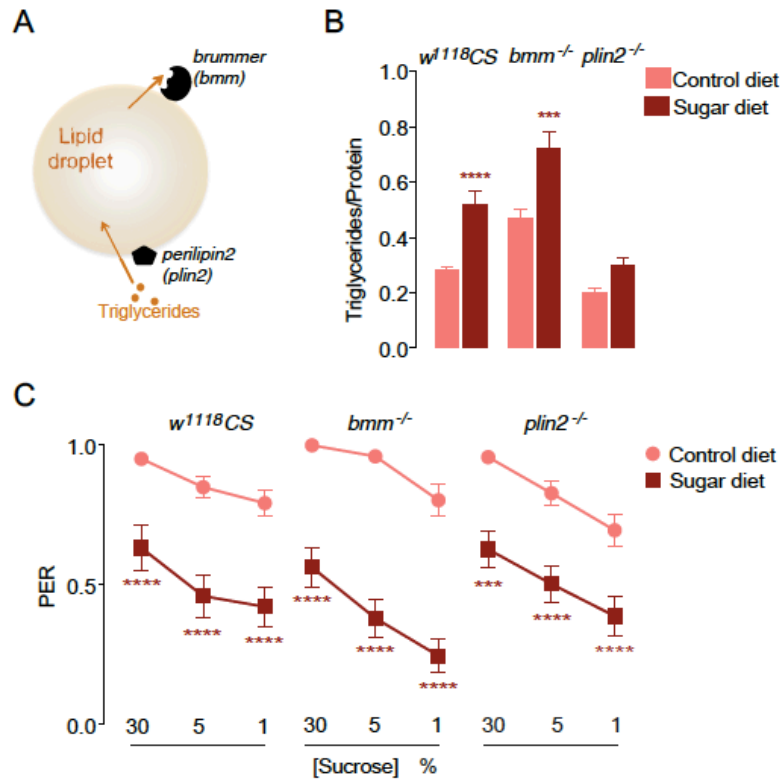 A
brummer
(bmm)
Lipid
droplet
perilipin2
(plin2)
Triglycerides
B
w1118CS bmm-/- plin2-/-
Control diet
Sugar diet
1.0
0.8
0.6
0.4
0.2
0.0
Triglycerides/Protein
****
***
C
w1118CS bmm-/- plin2-/-
Control diet
Sugar diet
1.0
0.5
0.0
PER
**** **** ****
**** **** ****
*** **** ****
30 5 1 30 5 1 30 5 1
[Sucrose] %